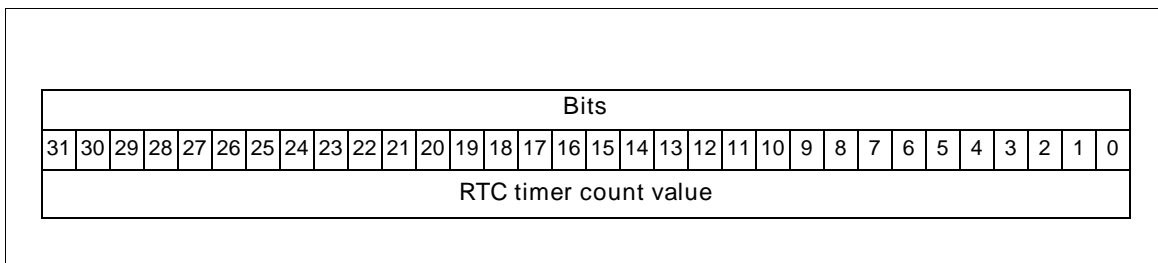 Bits
31 30 29 28 27 26 25 24 23 22 21 20 19 18 17 16 15 14 13 12 11 10 9 8 7 6 5 4 3 2 1 0
RTC timer count value